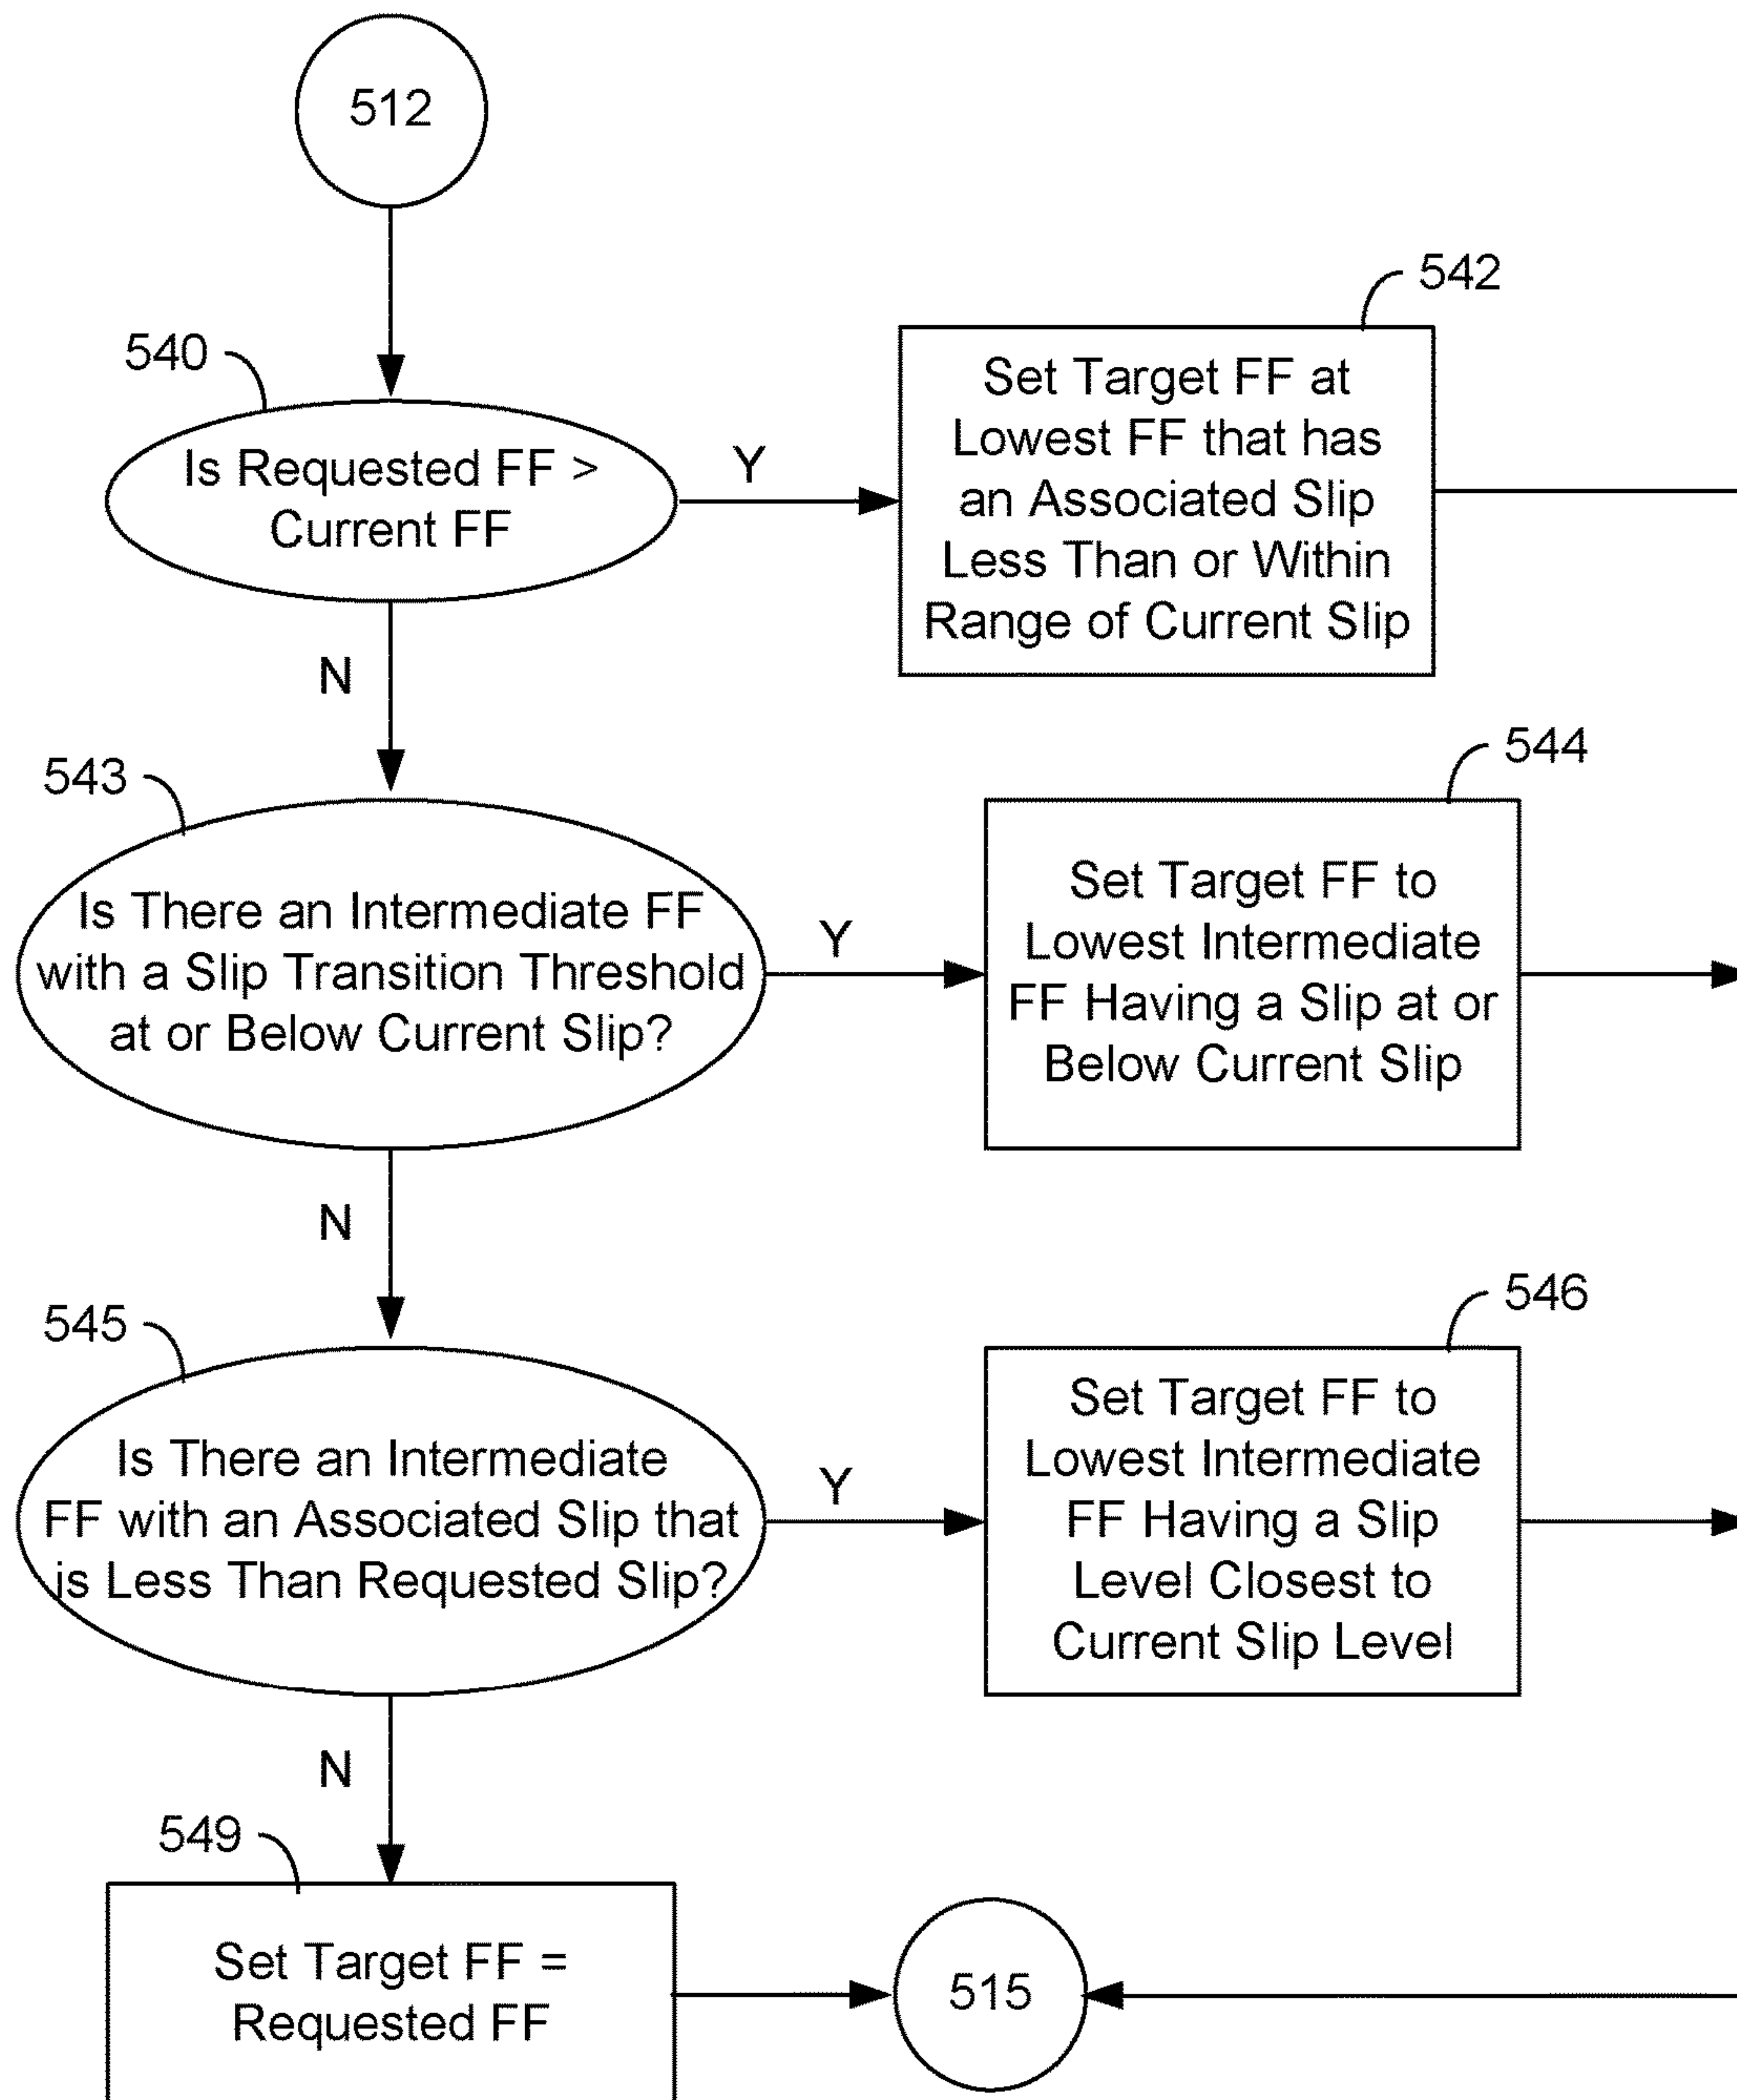 512
540
Is Requested FF >
Current FF
Y
542
Set Target FF at
Lowest FF that has
an Associated Slip
Less Than or Within
Range of Current Slip
N
543
Is There an Intermediate FF
with a Slip Transition Threshold
at or Below Current Slip?
Y
544
Set Target FF to
Lowest Intermediate
FF Having a Slip at or
Below Current Slip
N
545
Is There an Intermediate
FF with an Associated Slip that
is Less Than Requested Slip?
Y
546
Set Target FF to
Lowest Intermediate
FF Having a Slip
Level Closest to
Current Slip Level
N
549
Set Target FF =
Requested FF
515